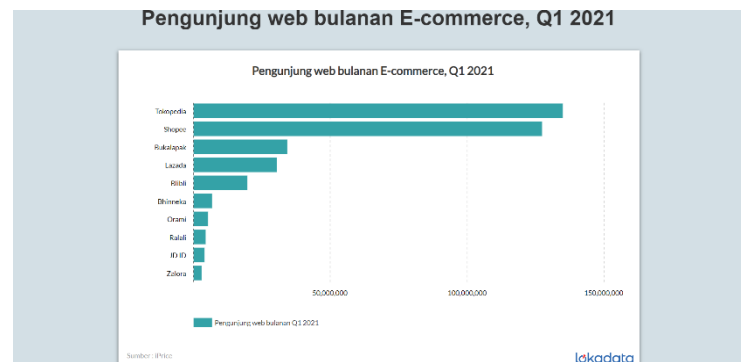 Pengunjung web bulanan E-commerce, Q1 2021
Pengunjung web bulanan E-commerce, Q1 2021
Tokopedia
Shopee
Bukalapak
Lazada
Blibli
Bhinneka
Orami
Ralali
JD ID
Zalora
50,000,000 100,000,000 150,000,000
Pengunjung web bulanan Q1 2021
Sumber: iPrice
lokadata